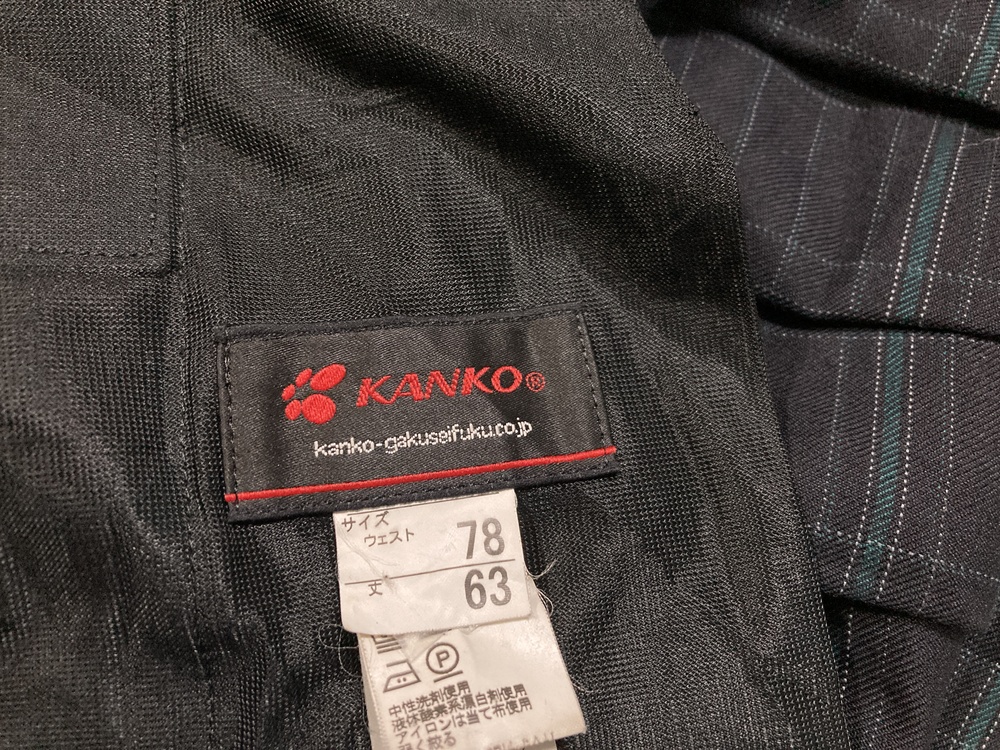 KANKO®
kanko-gakuseifuku.co.jp
サイズ
ウェスト 78
丈 63
P
中性洗剤使用
液体酸素系漂白剤使用
アイロンは当て布使用